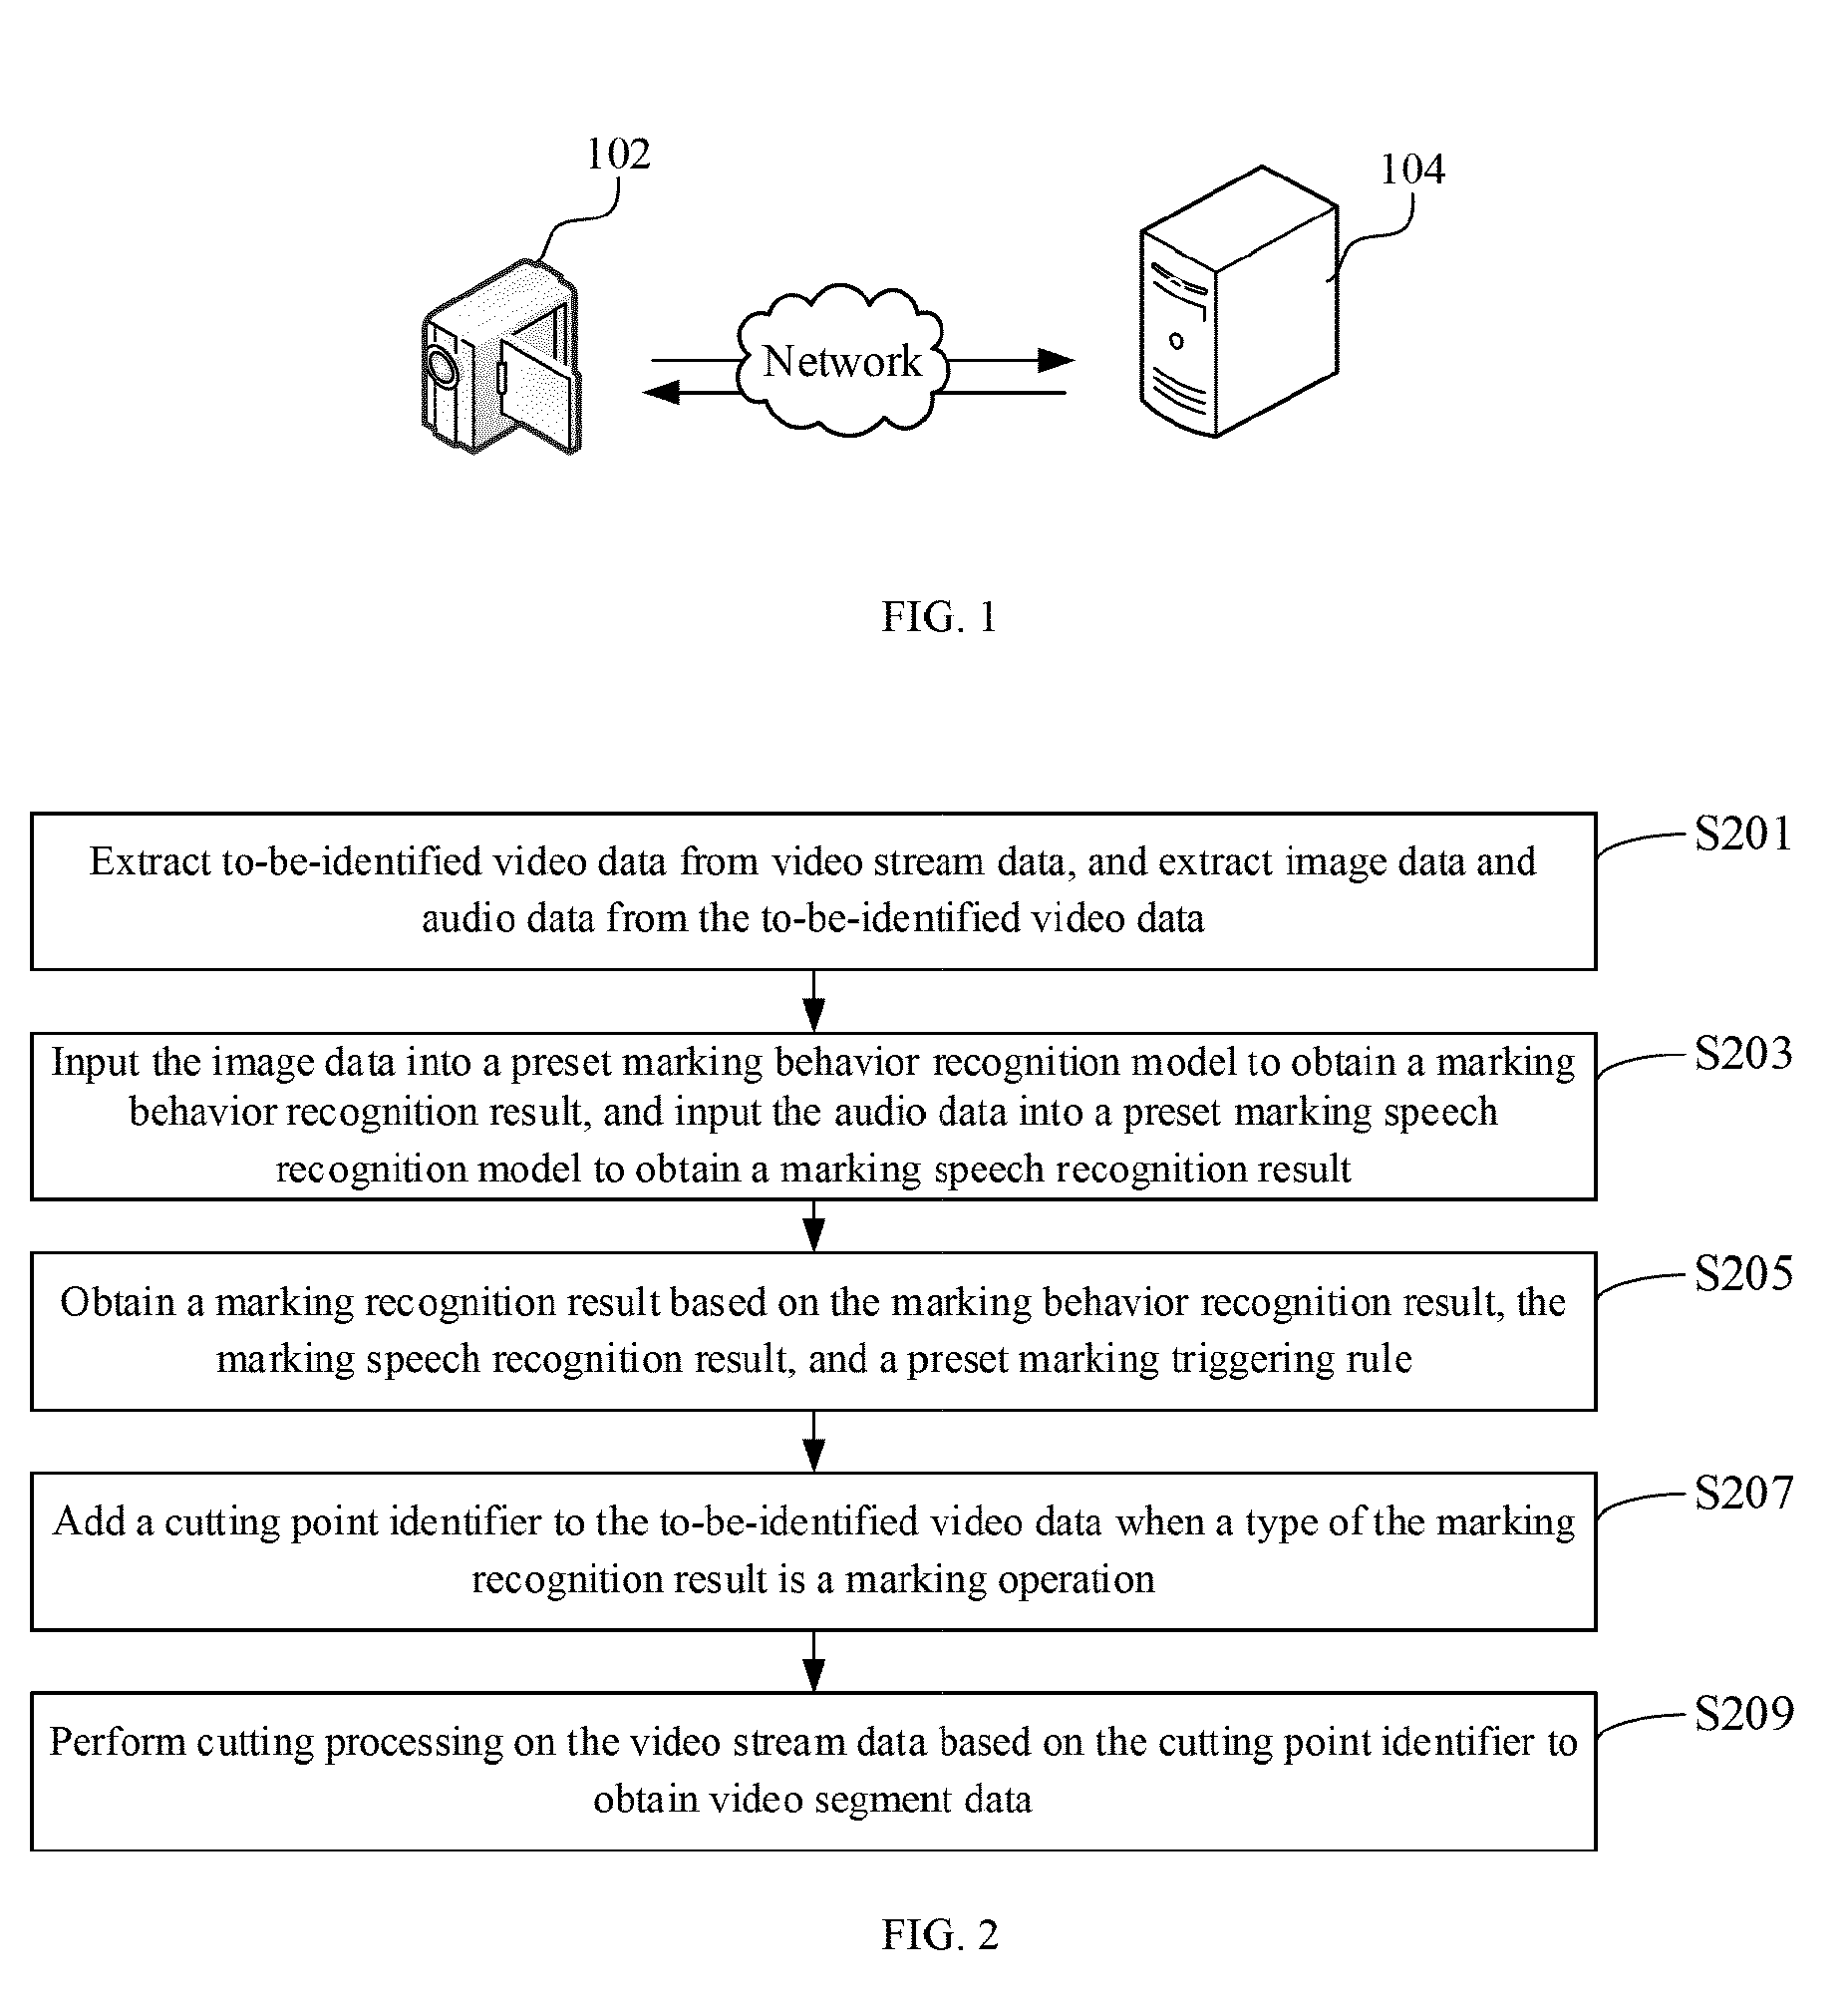 102
104
Network
FIG. 1
Extract to-be-identified video data from video stream data, and extract image data and
audio data from the to-be-identified video data
S201
Input the image data into a preset marking behavior recognition model to obtain a marking
behavior recognition result, and input the audio data into a preset marking speech
recognition model to obtain a marking speech recognition result
S203
Obtain a marking recognition result based on the marking behavior recognition result, the
marking speech recognition result, and a preset marking triggering rule
S205
Add a cutting point identifier to the to-be-identified video data when a type of the marking
recognition result is a marking operation
S207
Perform cutting processing on the video stream data based on the cutting point identifier to
obtain video segment data
S209
FIG. 2